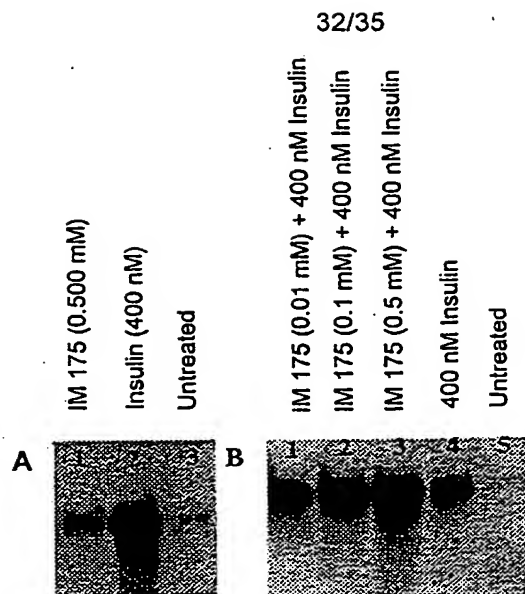 32/35
IM 175 (0.500 mM)
Insulin (400 nM)
Untreated
IM 175 (0.01 mM) + 400 nM Insulin
IM 175 (0.1 mM) + 400 nM Insulin
IM 175 (0.5 mM) + 400 nM Insulin
400 nM Insulin
Untreated
A
1 3
B
1 2 3 4 5